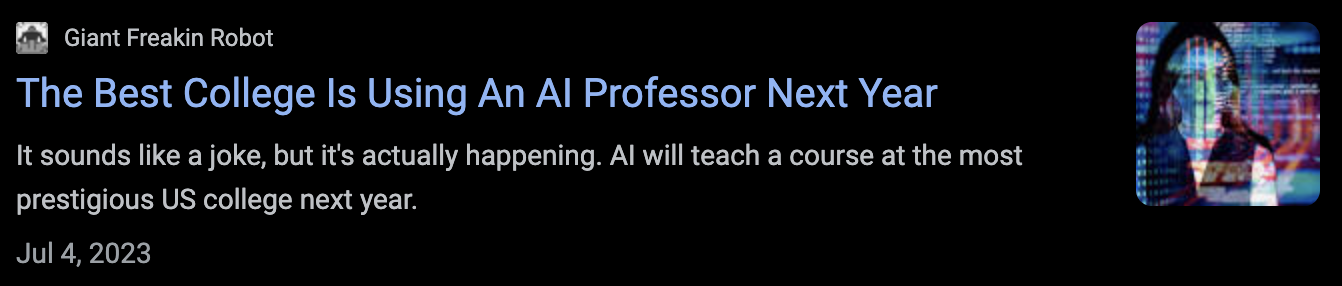 Giant Freakin Robot
The Best College Is Using An AI Professor Next Year
It sounds like a joke, but it's actually happening. AI will teach a course at the most
prestigious US college next year.
Jul 4, 2023